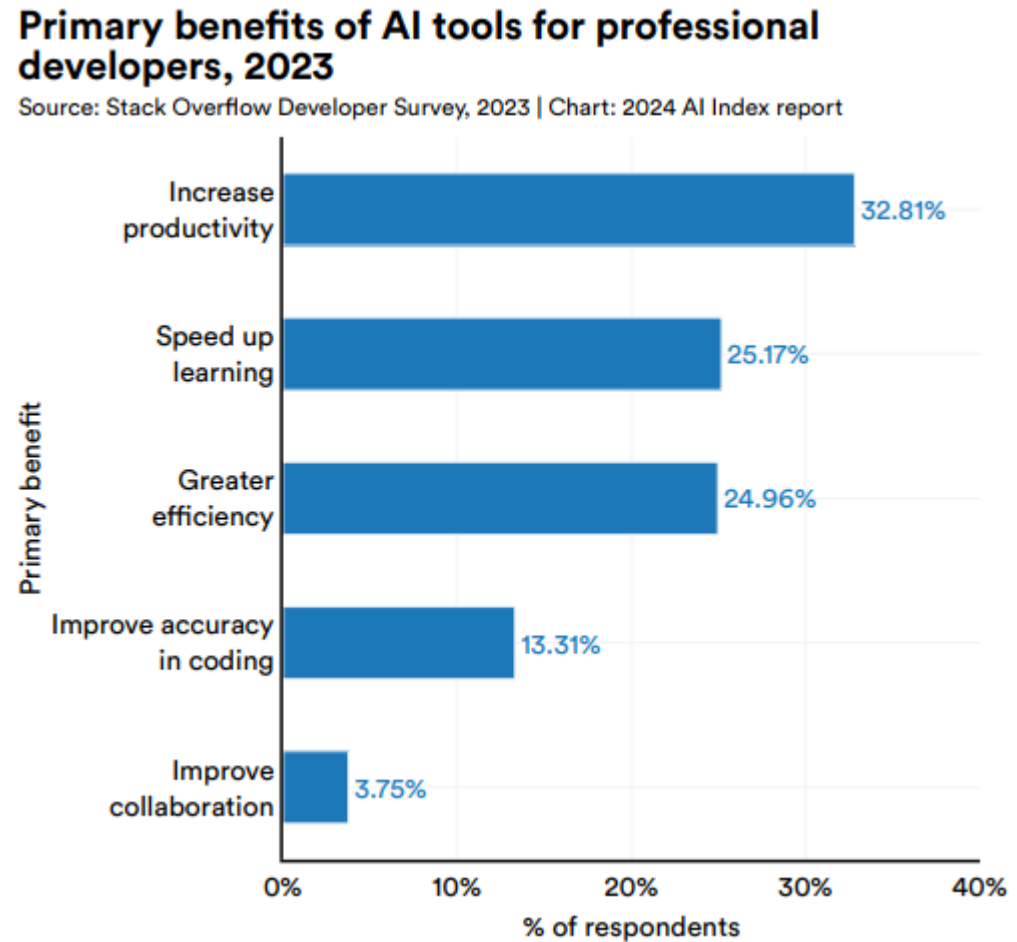 Primary benefits of AI tools for professional
developers, 2023
Source: Stack Overflow Developer Survey, 2023 | Chart: 2024 AI Index report
Primary benefit
Increase
productivity
32.81%
Speed up
learning
25.17%
Greater
efficiency
24.96%
Improve accuracy
in coding
13.31%
Improve
collaboration
3.75%
0%
10%
20%
30%
40%
% of respondents